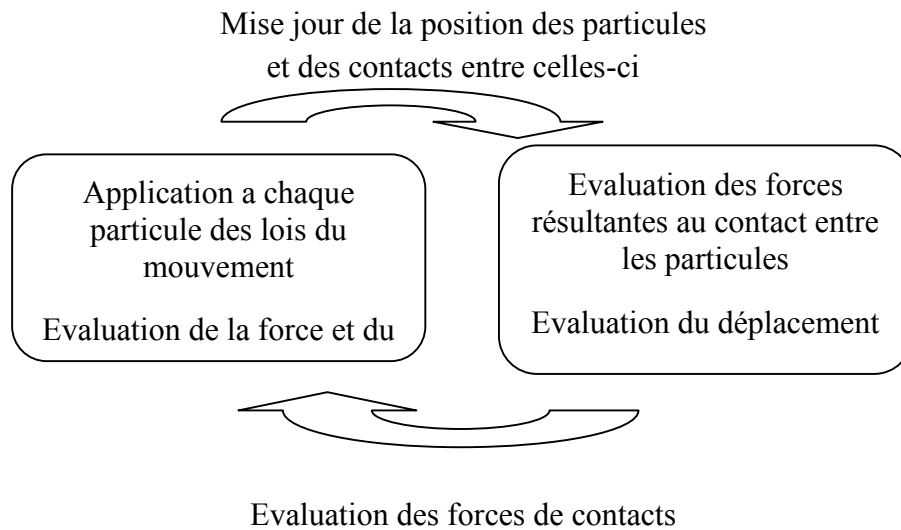 Mise jour de la position des particules
et des contacts entre celles-ci
Application a chaque
particule des lois du
mouvement
Evaluation de la force et du
Evaluation des forces
résultantes au contact entre
les particules
Evaluation du déplacement
Evaluation des forces de contacts